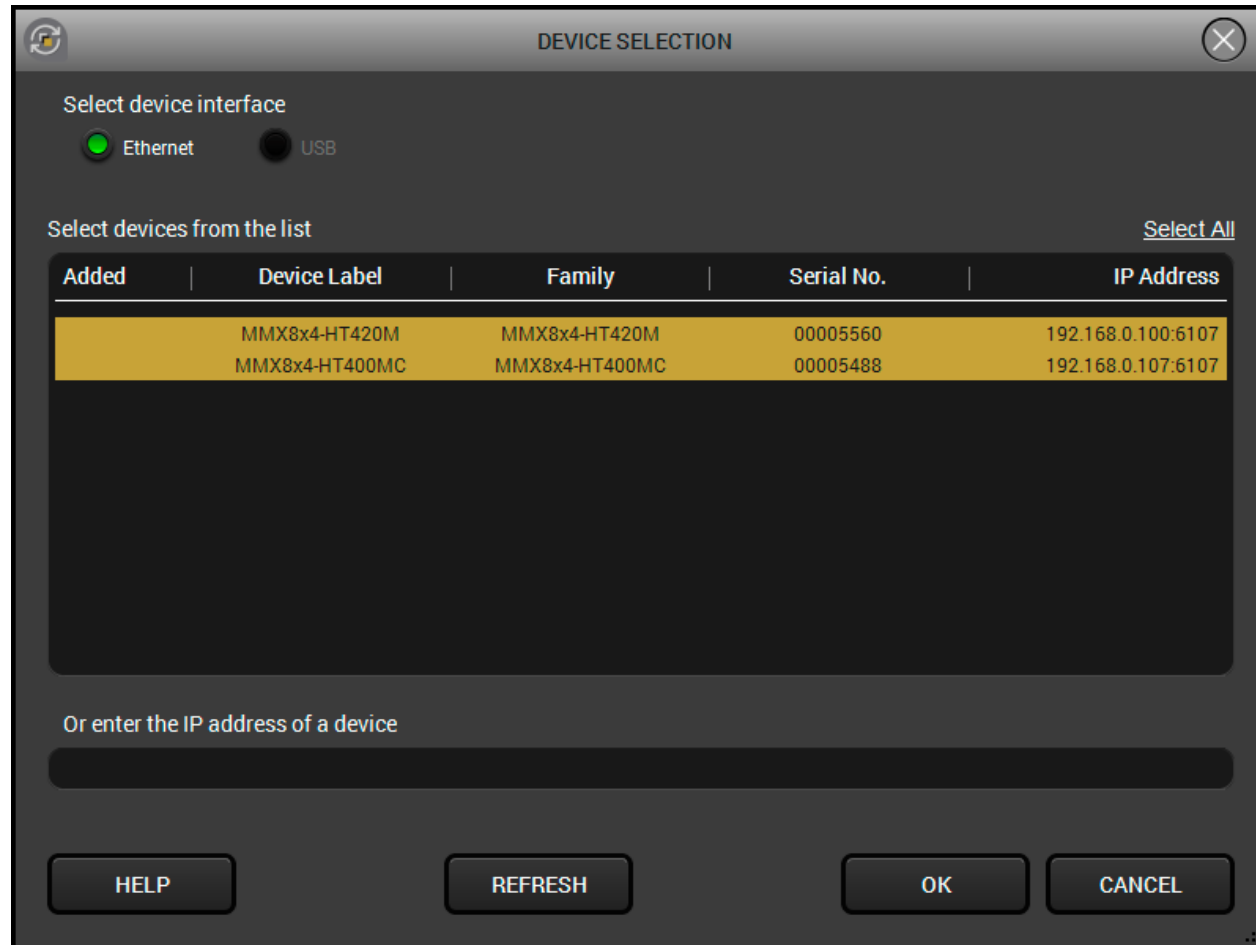 DEVICE SELECTION
Select device interface
Ethernet USB
Select devices from the list Select All
Added | Device Label | Family | Serial No. | IP Address
MMX8x4-HT420M MMX8x4-HT420M 00005560 192.168.0.100:6107
MMX8x4-HT400MC MMX8x4-HT400MC 00005488 192.168.0.107:6107
Or enter the IP address of a device
HELP REFRESH OK CANCEL